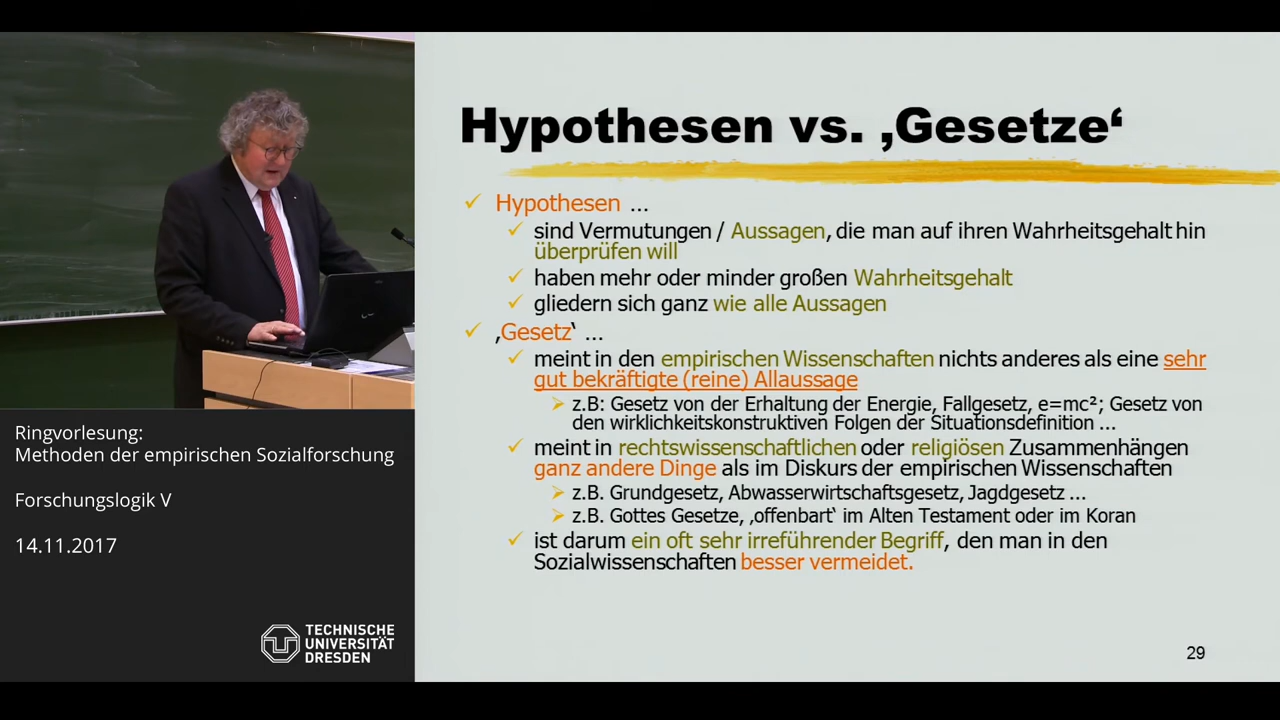 Hypothesen vs. ‚Gesetze‘
Hypothesen …
sind Vermutungen / Aussagen, die man auf ihren Wahrheitsgehalt hin
überprüfen will
haben mehr oder minder großen Wahrheitsgehalt
gliedern sich ganz wie alle Aussagen
‚Gesetz‘ …
meint in den empirischen Wissenschaften nichts anderes als eine sehr
gut bekräftigte (reine) Allaussage
z.B: Gesetz von der Erhaltung der Energie, Fallgesetz, e=mc²; Gesetz von
den wirklichkeitskonstruktiven Folgen der Situationsdefinition …
meint in rechtswissenschaftlichen oder religiösen Zusammenhängen
ganz andere Dinge als im Diskurs der empirischen Wissenschaften
z.B. Grundgesetz, Abwasserwirtschaftsgesetz, Jagdgesetz …
z.B. Gottes Gesetze, ‚offenbart‘ im Alten Testament oder im Koran
ist darum ein oft sehr irreführender Begriff, den man in den
Sozialwissenschaften besser vermeidet.
29
Ringvorlesung:
Methoden der empirischen Sozialforschung
Forschungslogik V
14.11.2017
TECHNISCHE
UNIVERSITÄT
DRESDEN